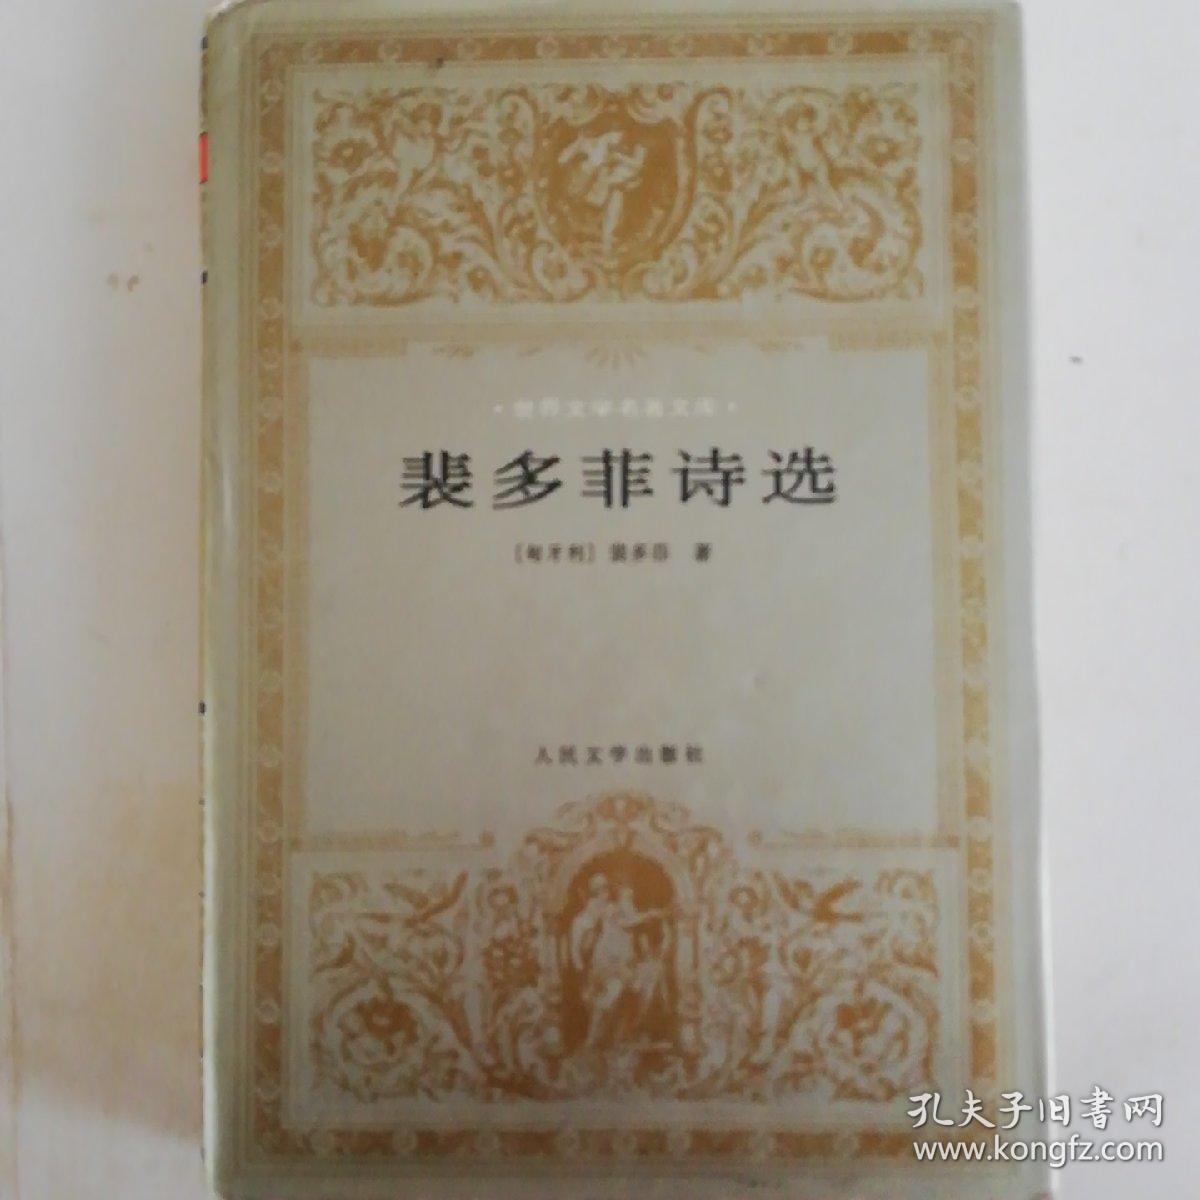 ·世界文学名著文库·
裴多菲诗选
〔匈牙利〕裴多菲 著
人民文学出版社
孔夫子旧書网
www.kongfz.com